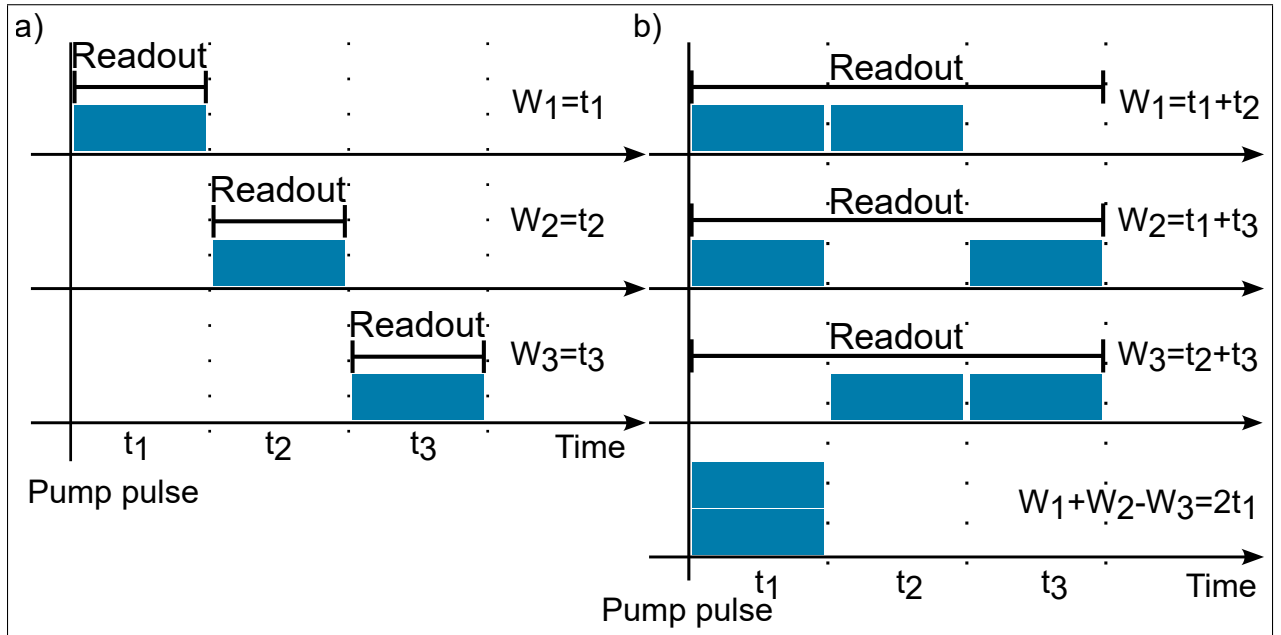 a)
Readout
W1=t1
Readout
W2=t2
Readout
W3=t3
t1 t2 t3 Time
Pump pulse
b)
Readout
W1=t1+t2
Readout
W2=t1+t3
Readout
W3=t2+t3
W1+W2-W3=2t1
t1 t2 t3 Time
Pump pulse